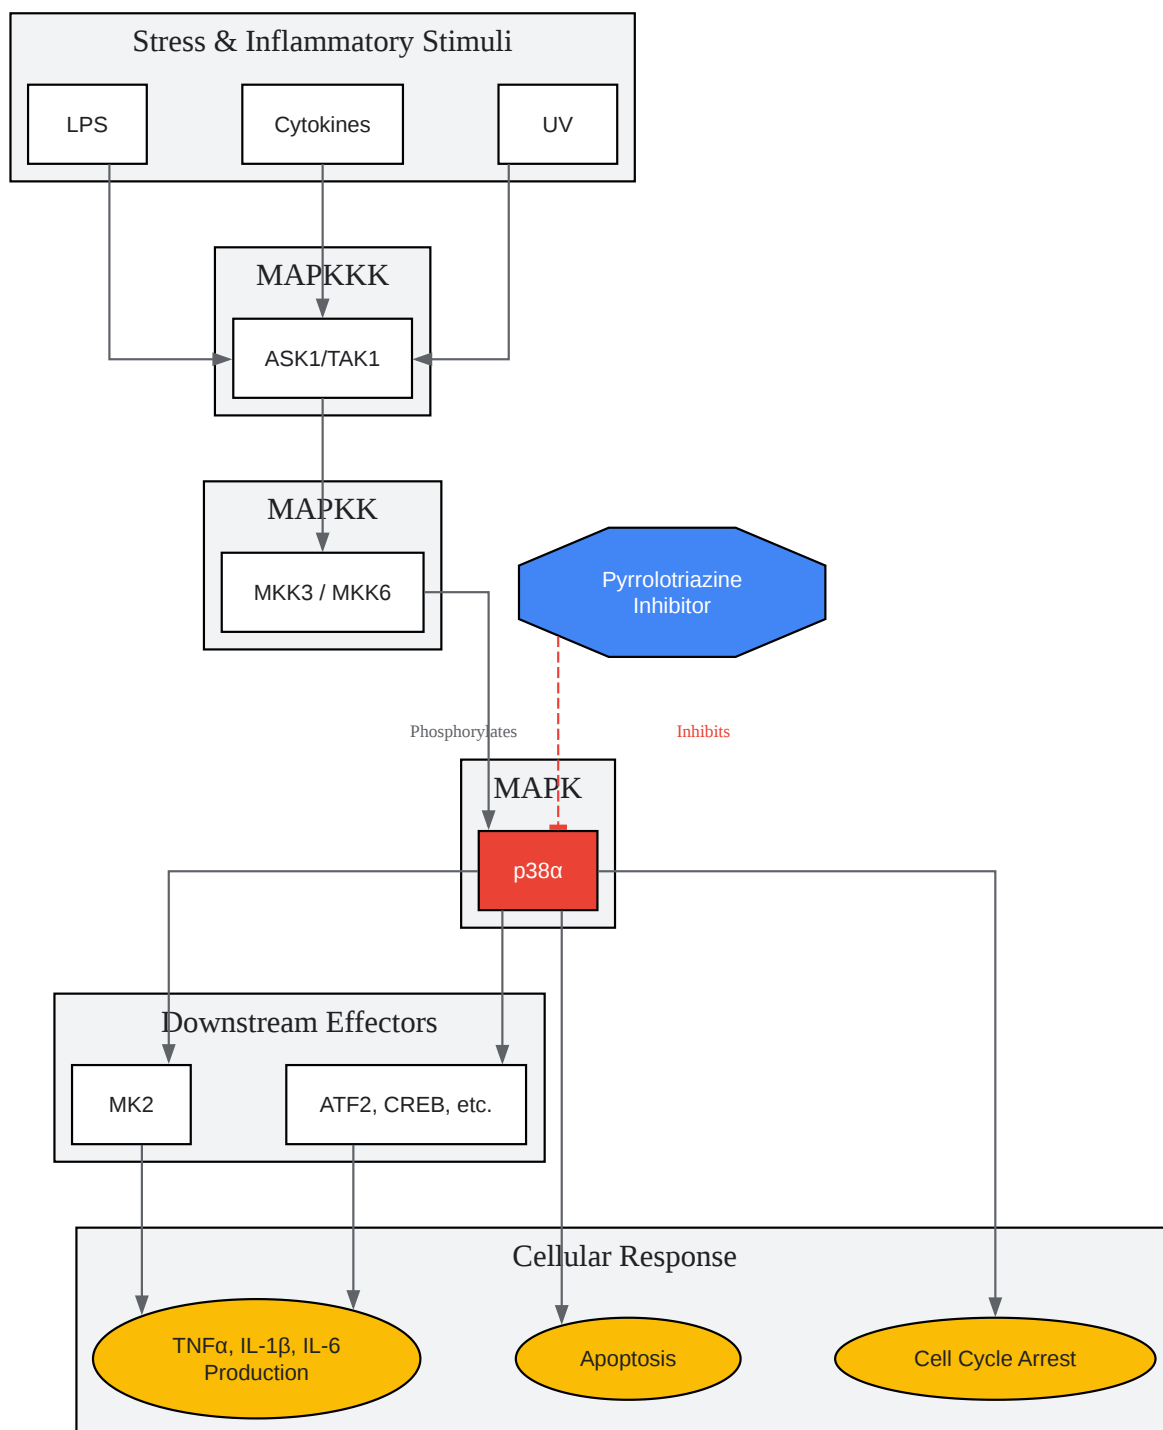 Stress & Inflammatory Stimuli
LPS
Cytokines
UV
MAPKKK
ASK1/TAK1
MAPKK
MKK3 / MKK6
Pyrrolotriazine
Inhibitor
Phosphorylates
Inhibits
MAPK
p38α
Downstream Effectors
MK2
ATF2, CREB, etc.
Cellular Response
TNFα, IL-1β, IL-6
Production
Apoptosis
Cell Cycle Arrest